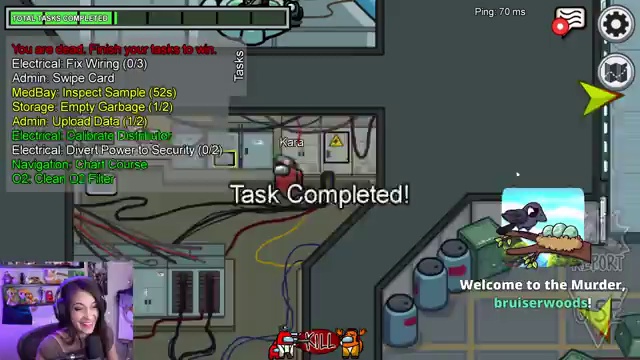 TOTAL TASKS COMPLETED
Ping: 70 ms
You are dead. Finish your tasks to win.
Electrical: Fix Wiring (0/3)
Admin: Swipe Card
MedBay: Inspect Sample (52s)
Storage: Empty Garbage (1/2)
Admin: Upload Data (1/2)
Electrical: Calibrate Distributor
Electrical: Divert Power to Security (0/2)
Navigation: Chart Course
O2: Clean O2 Filter
Tasks
Kara
Task Completed!
REPORT
Welcome to the Murder,
bruiserwoods!
USE
KILL